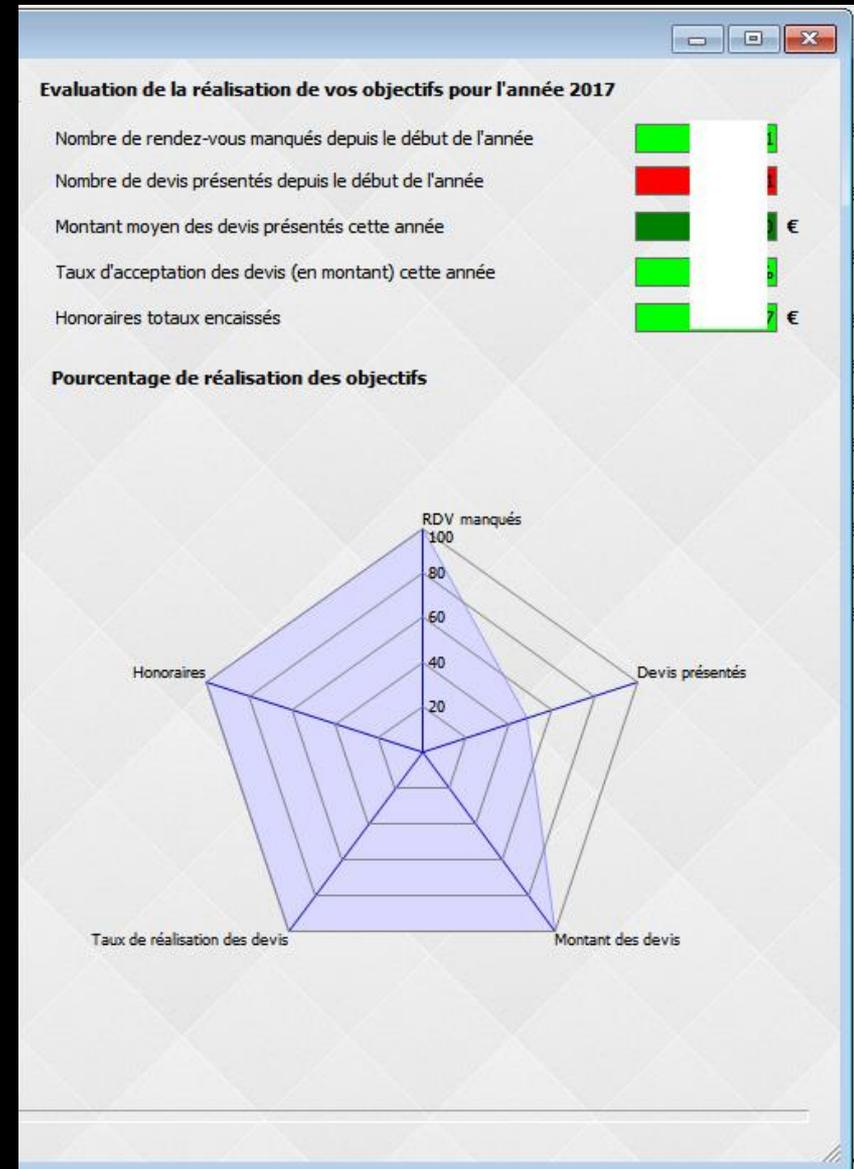 Evaluation de la réalisation de vos objectifs pour l'année 2017
Nombre de rendez-vous manqués depuis le début de l'année
Nombre de devis présentés depuis le début de l'année
Montant moyen des devis présentés cette année €
Taux d'acceptation des devis (en montant) cette année
Honoraires totaux encaissés 7 €
Pourcentage de réalisation des objectifs
RDV manqués
100
80
60
40
20
Honoraires
Devis présentés
Taux de réalisation des devis
Montant des devis